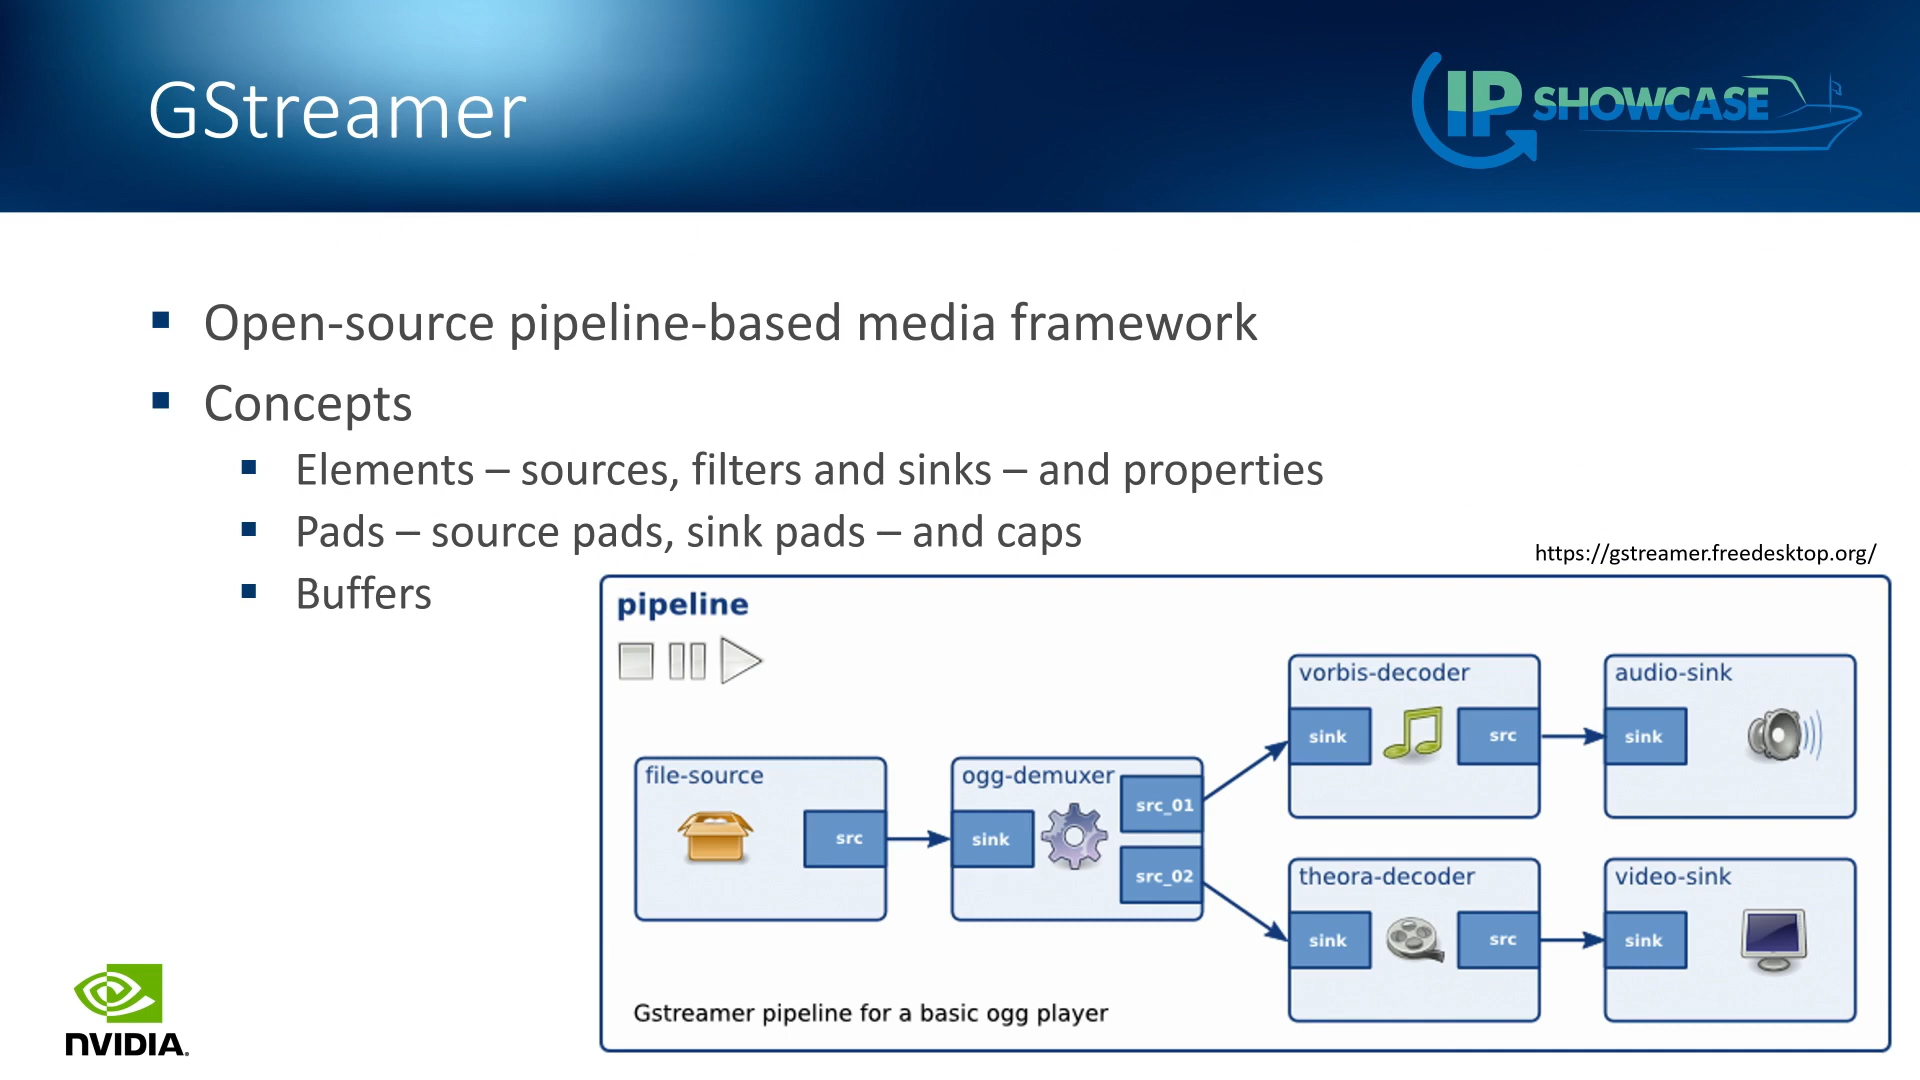 GStreamer
IP SHOWCASE
Open-source pipeline-based media framework
Concepts
Elements – sources, filters and sinks – and properties
Pads – source pads, sink pads – and caps
Buffers
https://gstreamer.freedesktop.org/
pipeline
file-source
src
ogg-demuxer
sink
src_01
src_02
vorbis-decoder
sink
src
audio-sink
sink
theora-decoder
sink
src
video-sink
sink
Gstreamer pipeline for a basic ogg player
NVIDIA.